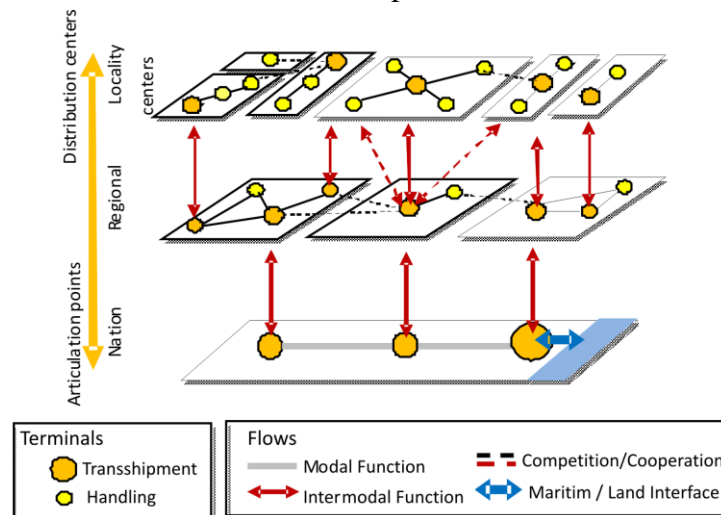 Distribution centers
Locality
centers
Regional
Articulation points
Nation
Terminals
Transshipment
Handling
Flows
Modal Function
Intermodal Function
Competition/Cooperation
Maritim / Land Interface